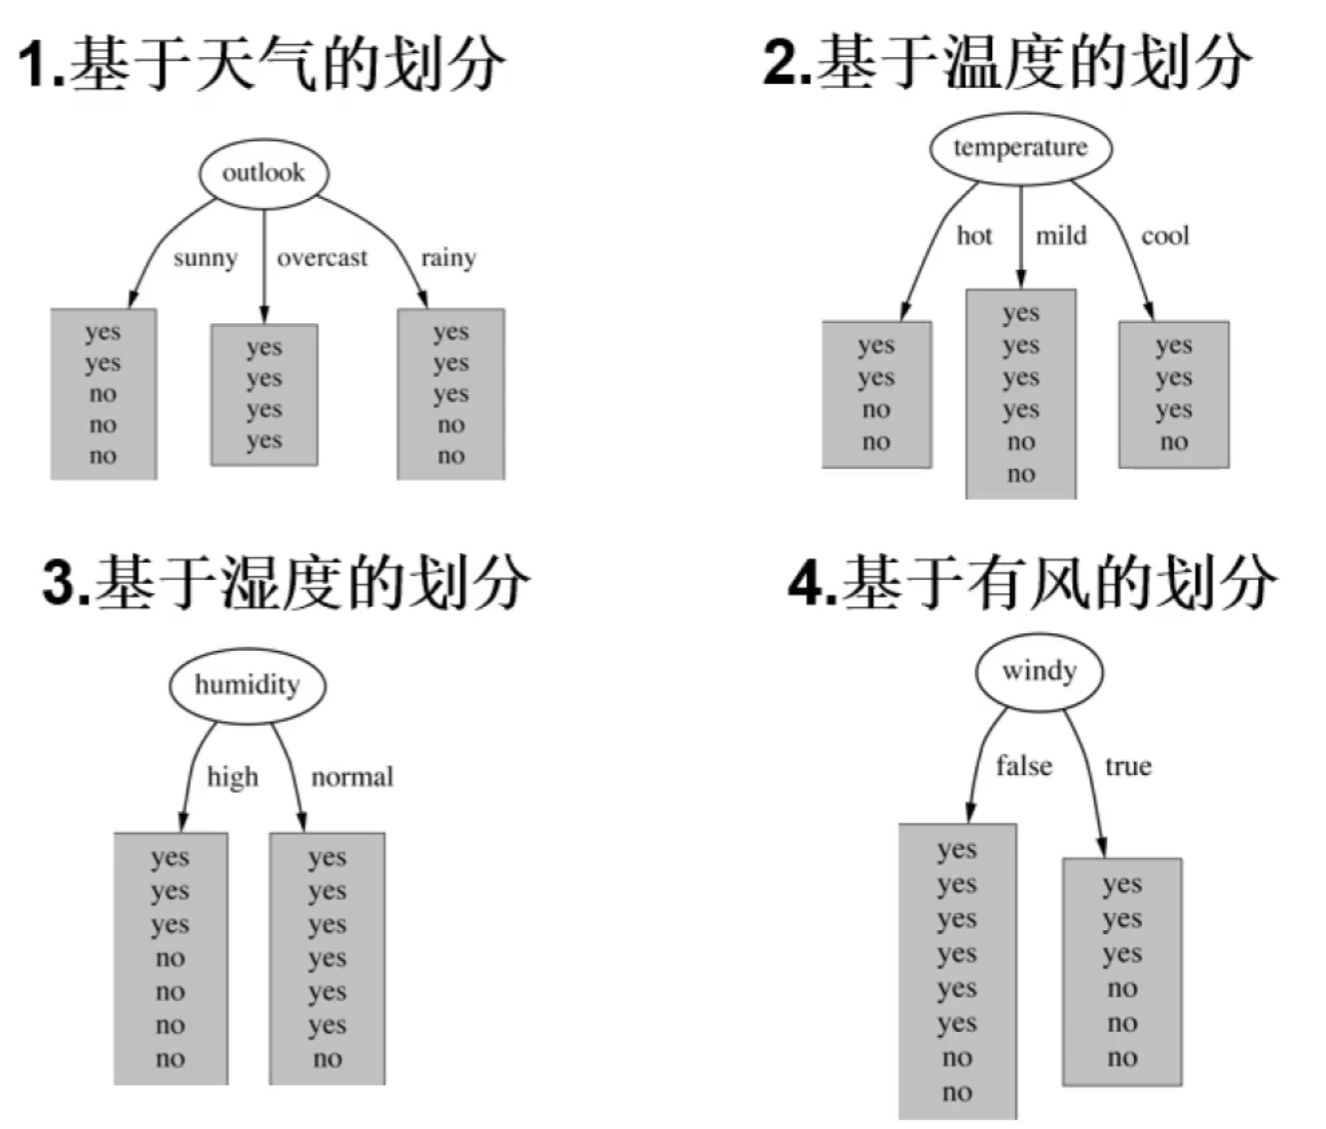 1.基于天气的划分
outlook
sunny
overcast
rainy
yes
yes
no
no
no
yes
yes
yes
yes
yes
yes
yes
no
no
2.基于温度的划分
temperature
hot
mild
cool
yes
yes
no
no
yes
yes
yes
yes
no
no
yes
yes
yes
no
3.基于湿度的划分
humidity
high
normal
yes
yes
yes
no
no
no
no
yes
yes
yes
yes
yes
yes
no
4.基于有风的划分
windy
false
true
yes
yes
yes
yes
yes
yes
no
no
yes
yes
yes
no
no
no